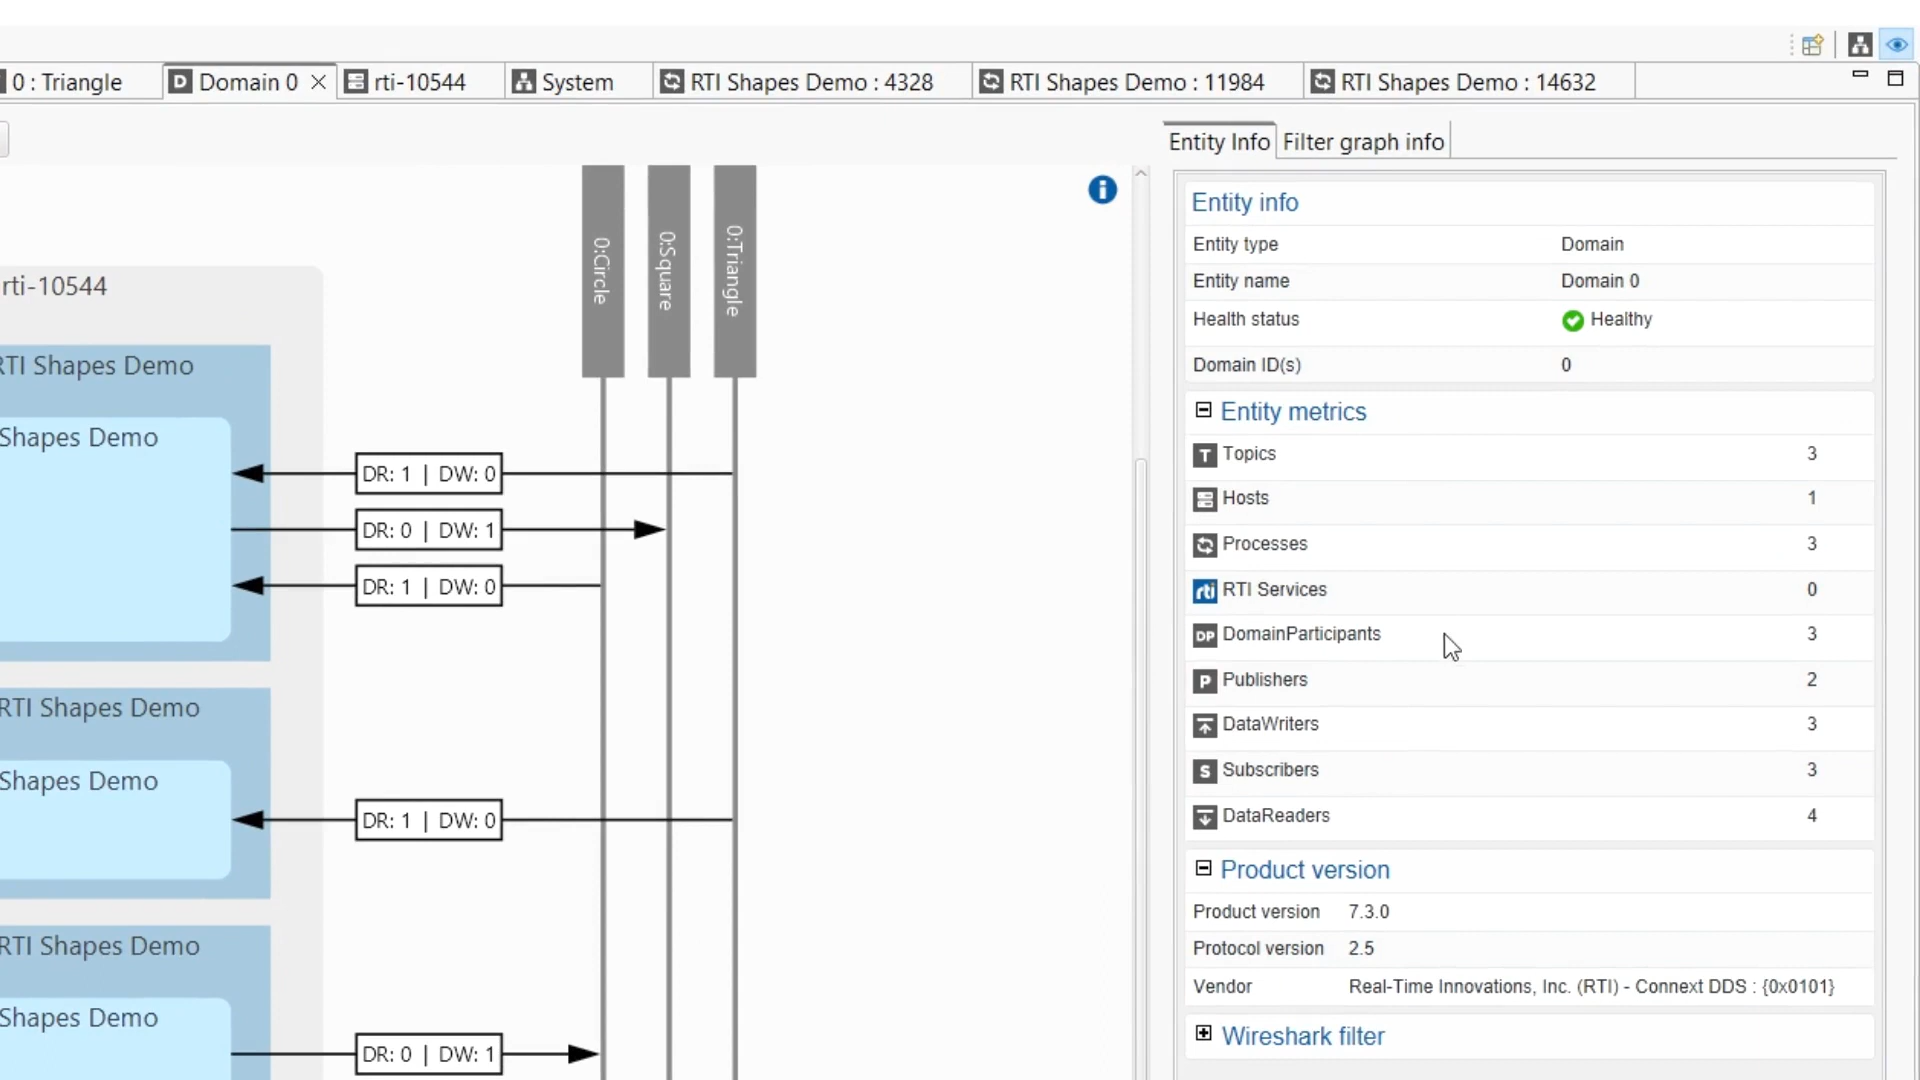 0 : Triangle
Domain 0
rti-10544
System
RTI Shapes Demo : 4328
RTI Shapes Demo : 11984
RTI Shapes Demo : 14632
Entity Info
Filter graph info
0:Circle
0:Square
0:Triangle
rti-10544
RTI Shapes Demo
Shapes Demo
DR: 1 | DW: 0
DR: 0 | DW: 1
DR: 1 | DW: 0
RTI Shapes Demo
Shapes Demo
DR: 1 | DW: 0
RTI Shapes Demo
Shapes Demo
DR: 0 | DW: 1
Entity info
Entity type Domain
Entity name Domain 0
Health status Healthy
Domain ID(s) 0
Entity metrics
T Topics 3
Hosts 1
Processes 3
rti RTI Services 0
DP DomainParticipants 3
P Publishers 2
DataWriters 3
S Subscribers 3
DataReaders 4
Product version
Product version 7.3.0
Protocol version 2.5
Vendor Real-Time Innovations, Inc. (RTI) - Connext DDS : {0x0101}
Wireshark filter